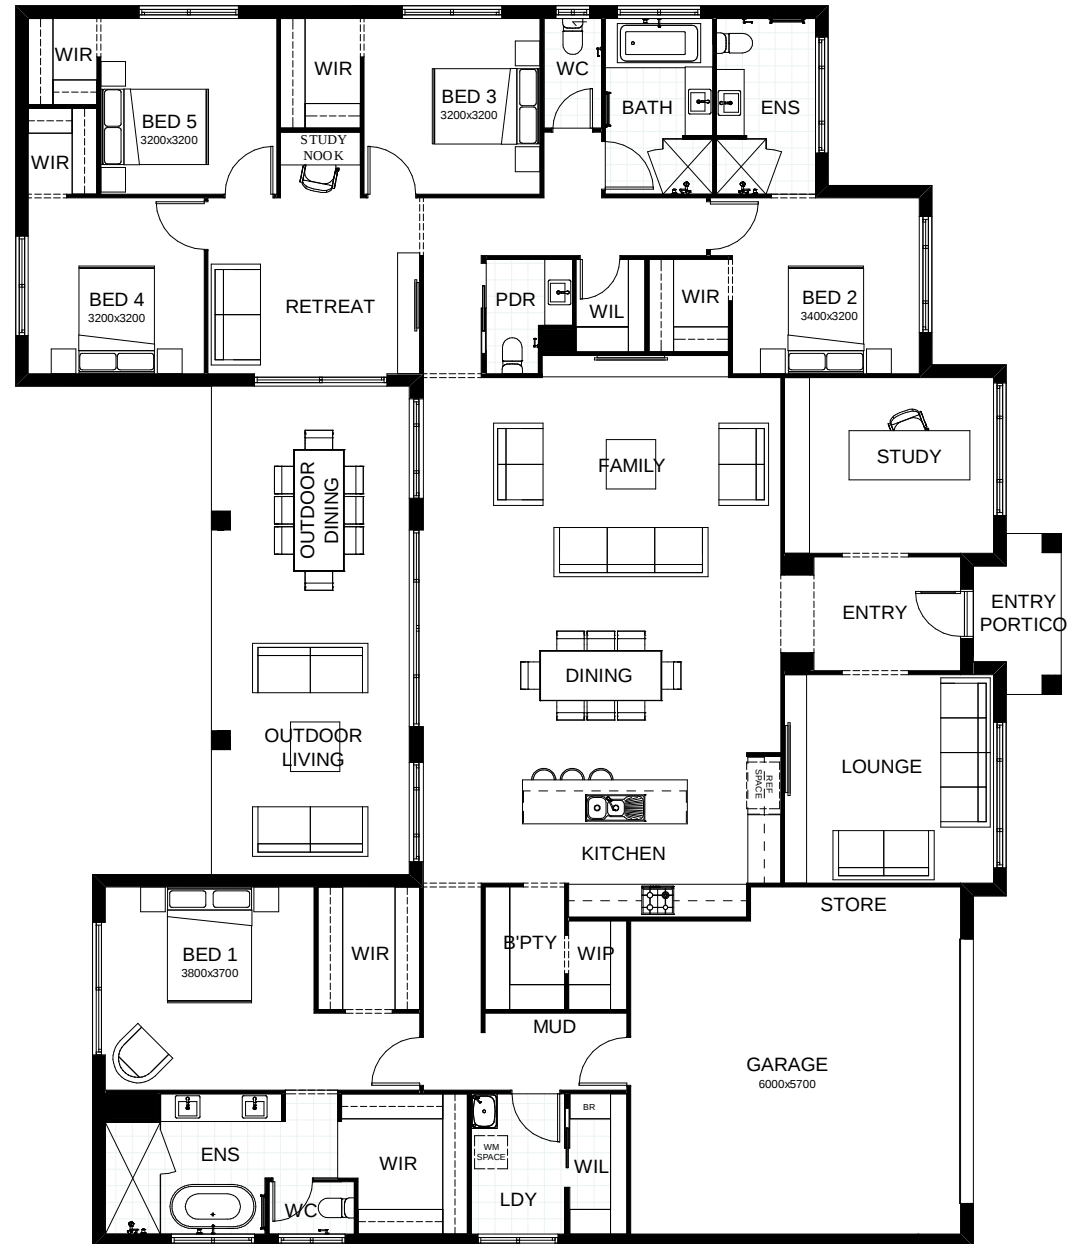 WIR
WIR
BED 3
3200x3200
WC
BATH
ENS
BED 5
3200x3200
STUDY
NOOK
WIR
BED 4
3200x3200
RETREAT
PDR
WIL
WIR
BED 2
3400x3200
OUTDOOR
DINING
FAMILY
STUDY
ENTRY
ENTRY
PORTICO
DINING
OUTDOOR
LIVING
REF
SPACE
LOUNGE
KITCHEN
STORE
BED 1
3800x3700
WIR
B'PTY
WIP
MUD
GARAGE
6000x5700
BR
ENS
WIR
WM
SPACE
WIL
WC
LDY